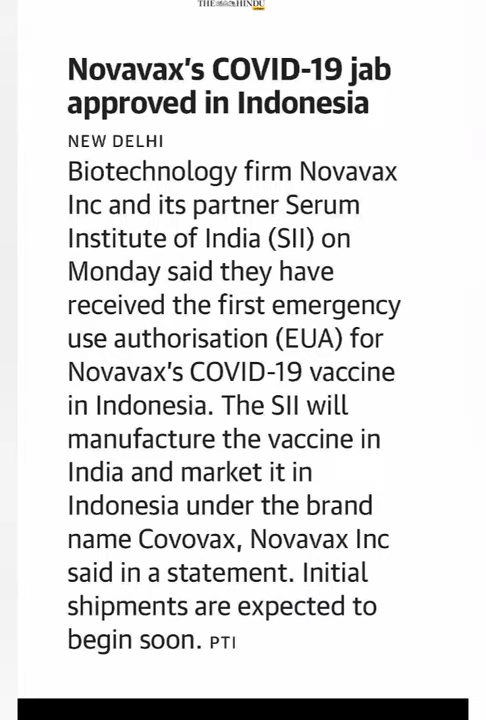 THE HINDU
Novavax's COVID-19 jab
approved in Indonesia
NEW DELHI
Biotechnology firm Novavax
Inc and its partner Serum
Institute of India (SII) on
Monday said they have
received the first emergency
use authorisation (EUA) for
Novavax's COVID-19 vaccine
in Indonesia. The SII will
manufacture the vaccine in
India and market it in
Indonesia under the brand
name Covovax, Novavax Inc
said in a statement. Initial
shipments are expected to
begin soon. PTI